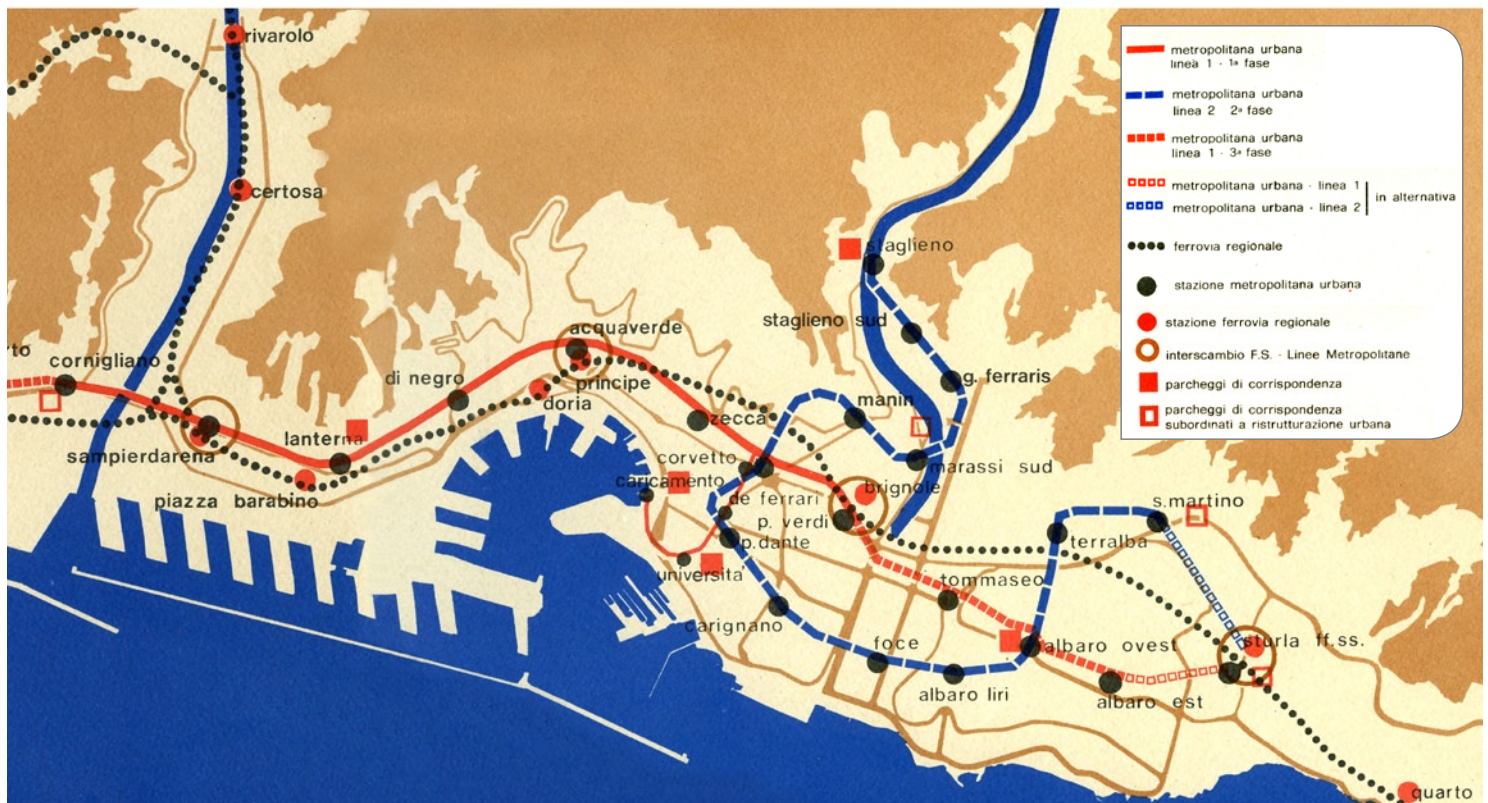 rivarolo
certosa
rto
cornigliano
sampierdarena
piazza barabino
lanterna
di negro
acquaverde
principe
doria
zecca
corvetto
caricamento
de ferrari
p. verdi
p.dante
università
carignano
brignole
manin
marassi sud
staglieno
staglieno sud
g. ferraris
foce
albaro liri
tommaseo
albaro ovest
albaro est
terralba
s.martino
sturla ff.ss.
quarto
metropolitana urbana
linea 1 - 1ª fase
metropolitana urbana
linea 2 2ª fase
metropolitana urbana
linea 1 - 3ª fase
metropolitana urbana - linea 1
metropolitana urbana - linea 2
in alternativa
ferrovia regionale
stazione metropolitana urbana
stazione ferrovia regionale
interscambio F.S. - Linee Metropolitane
parcheggi di corrispondenza
parcheggi di corrispondenza
subordinati a ristrutturazione urbana